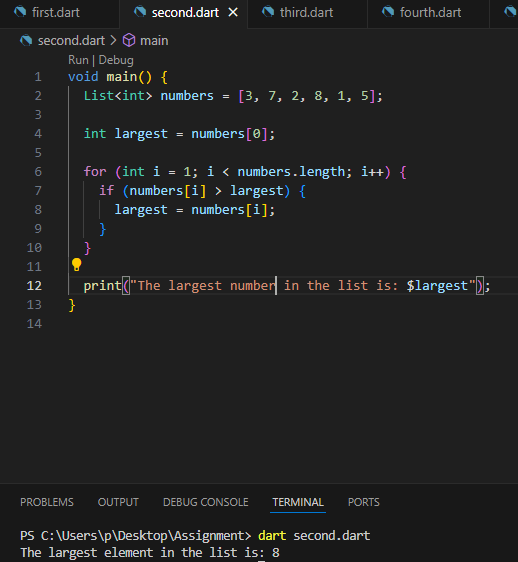 first.dart second.dart third.dart fourth.dart
second.dart > main
Run | Debug
1 void main() {
2 List<int> numbers = [3, 7, 2, 8, 1, 5];
3
4 int largest = numbers[0];
5
6 for (int i = 1; i < numbers.length; i++) {
7 if (numbers[i] > largest) {
8 largest = numbers[i];
9 }
10 }
11
12 print("The largest number in the list is: $largest");
13 }
14
PROBLEMS OUTPUT DEBUG CONSOLE TERMINAL PORTS
PS C:\Users\p\Desktop\Assignment> dart second.dart
The largest element in the list is: 8